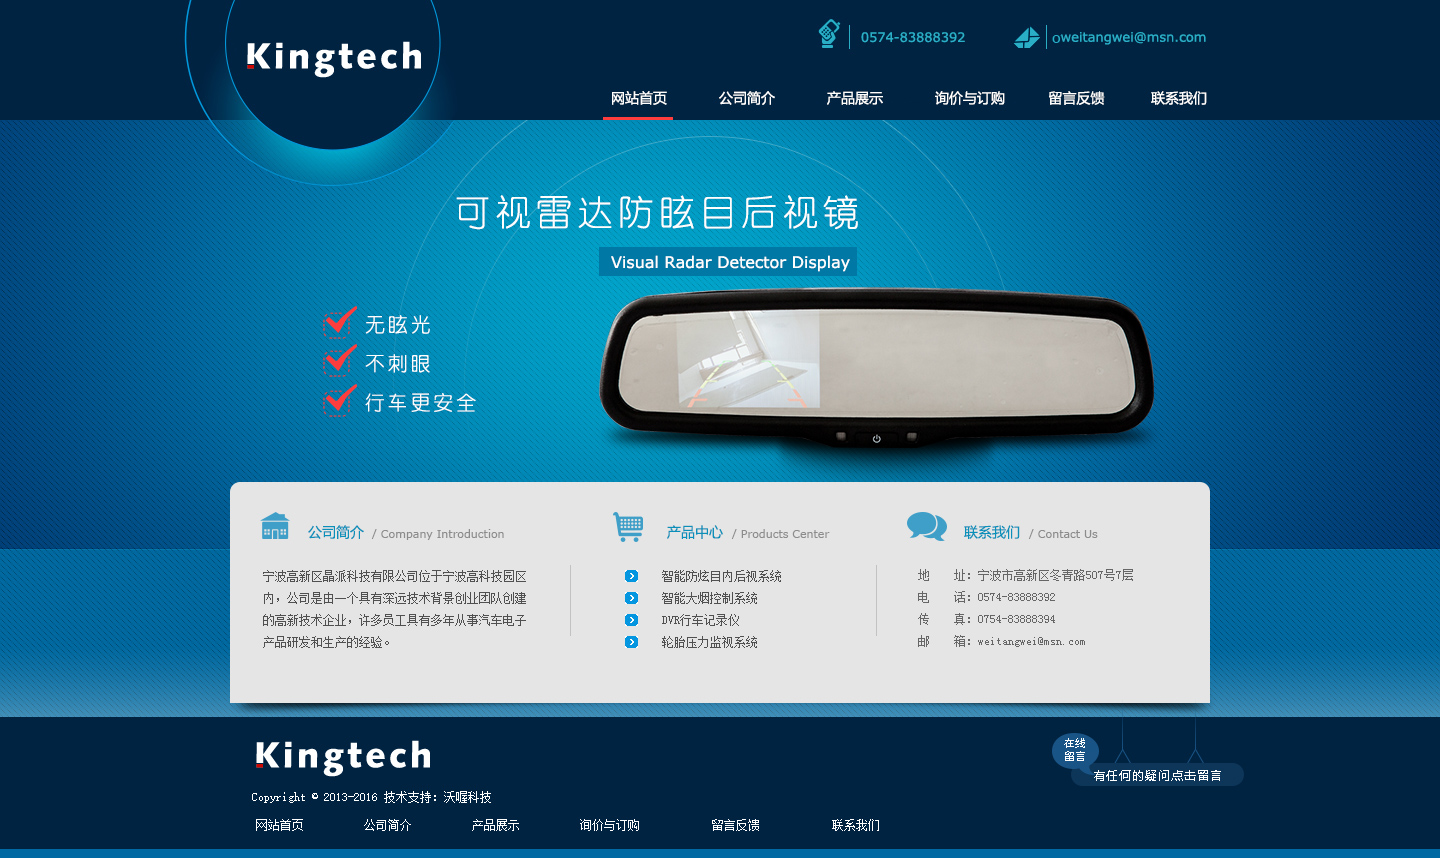 Kingtech
0574-83888392
oweitangwei@msn.com
网站首页 公司简介 产品展示 询价与订购 留言反馈 联系我们
可视雷达防眩目后视镜
Visual Radar Detector Display
无眩光
不刺眼
行车更安全
公司简介 / Company Introduction
宁波高新区晶派科技有限公司位于宁波高科技园区
内，公司是由一个具有深远技术背景创业团队创建
的高新技术企业，许多员工具有多年从事汽车电子
产品研发和生产的经验。
产品中心 / Products Center
智能防炫目内后视系统
智能大烟控制系统
DVR行车记录仪
轮胎压力监视系统
联系我们 / Contact Us
地 址：宁波市高新区冬青路507号7层
电 话：0574-83888392
传 真：0754-83888394
邮 箱：weitangwei@msn.com
Kingtech
Copyright © 2013-2016 技术支持：沃喔科技
网站首页 公司简介 产品展示 询价与订购 留言反馈 联系我们
在线
留言
有任何的疑问点击留言